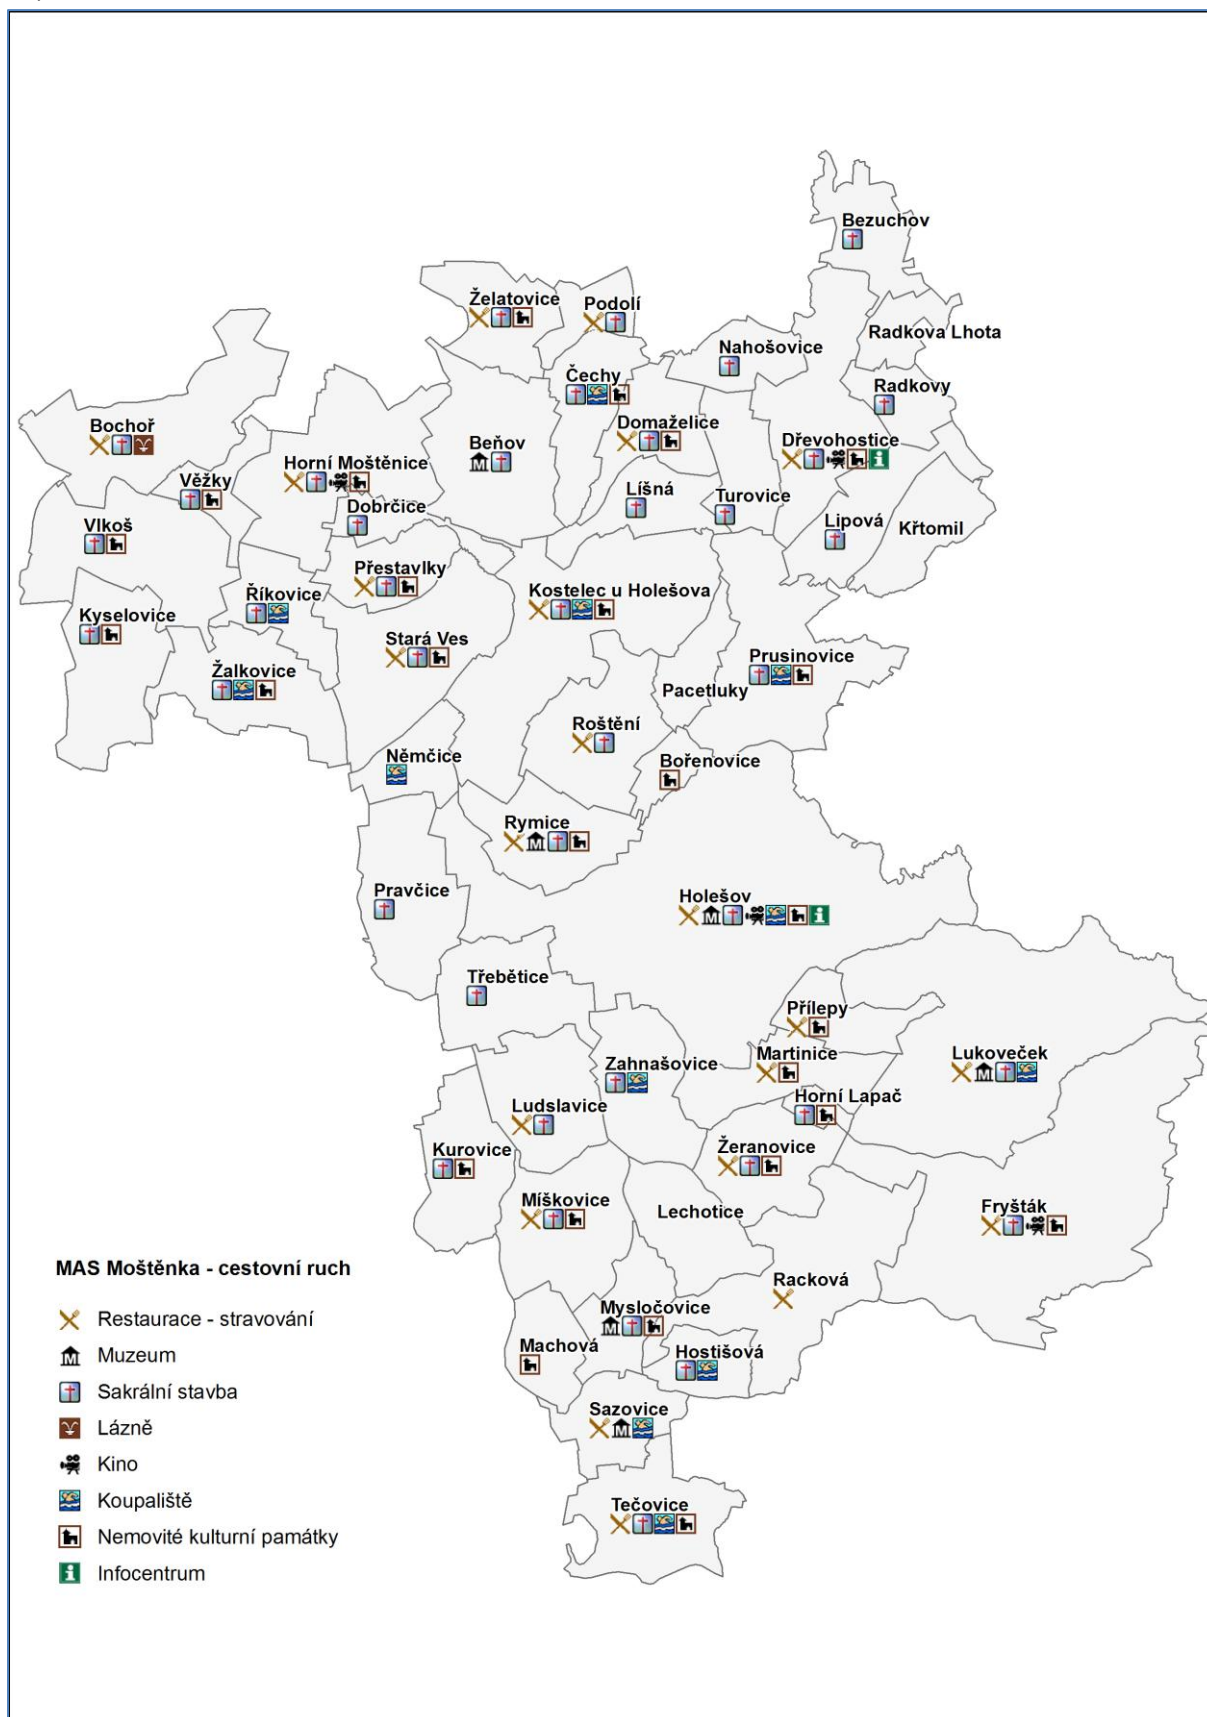 Bezuchov
Želatovice
Podolí
Radkova Lhota
Nahošovice
Čechy
Radkovy
Domaželice
Bochoř
Beňov
Dřevohostice
Horní Moštěnice
Věžky
Líšná
Turovice
Dobrčice
Vlkoš
Lipová
Křtomil
Přestavlky
Kostelec u Holešova
Říkovice
Kyselovice
Stará Ves
Prusinovice
Žalkovice
Pacetluky
Roštění
Němčice
Bořenovice
Rymice
Pravčice
Holešov
Třebětice
Přílepy
Martinice
Lukoveček
Zahnašovice
Horní Lapač
Ludslavice
Kurovice
Žeranovice
Míškovice
Lechotice
Fryšták
Racková
Mysločovice
Machová
Hostišová
Sazovice
Tečovice
MAS Moštěnka - cestovní ruch
Restaurace - stravování
Muzeum
Sakrální stavba
Lázně
Kino
Koupaliště
Nemovité kulturní památky
Infocentrum